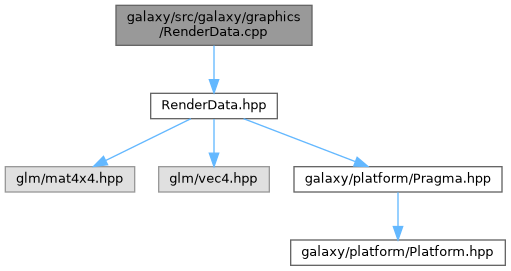 galaxy/src/galaxy/graphics
/RenderData.cpp
RenderData.hpp
glm/mat4x4.hpp
glm/vec4.hpp
galaxy/platform/Pragma.hpp
galaxy/platform/Platform.hpp